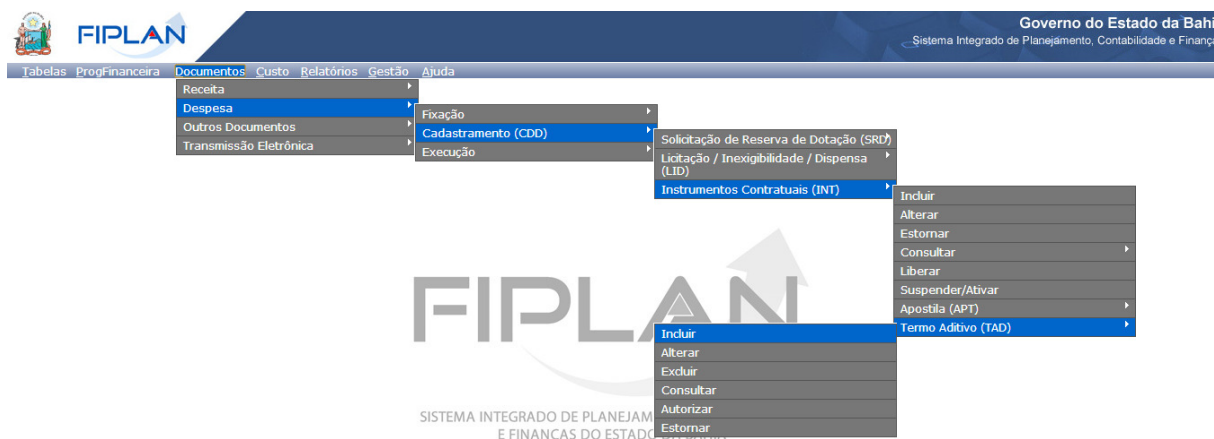 FIPLAN
Governo do Estado da Bahi
Sistema Integrado de Planejamento, Contabilidade e Finança
Tabelas ProgFinanceira Documentos Custo Relatórios Gestão Ajuda
Receita
Despesa
Outros Documentos
Transmissão Eletrônica
Fixação
Cadastramento (CDD)
Execução
Solicitação de Reserva de Dotação (SRD)
Licitação / Inexigibilidade / Dispensa
(LID)
Instrumentos Contratuais (INT)
Incluir
Alterar
Estornar
Consultar
Liberar
Suspender/Ativar
Apostila (APT)
Termo Aditivo (TAD)
Incluir
Alterar
Excluir
Consultar
Autorizar
Estornar
FIPLAN
SISTEMA INTEGRADO DE PLANEJAM
E FINANÇAS DO ESTADO